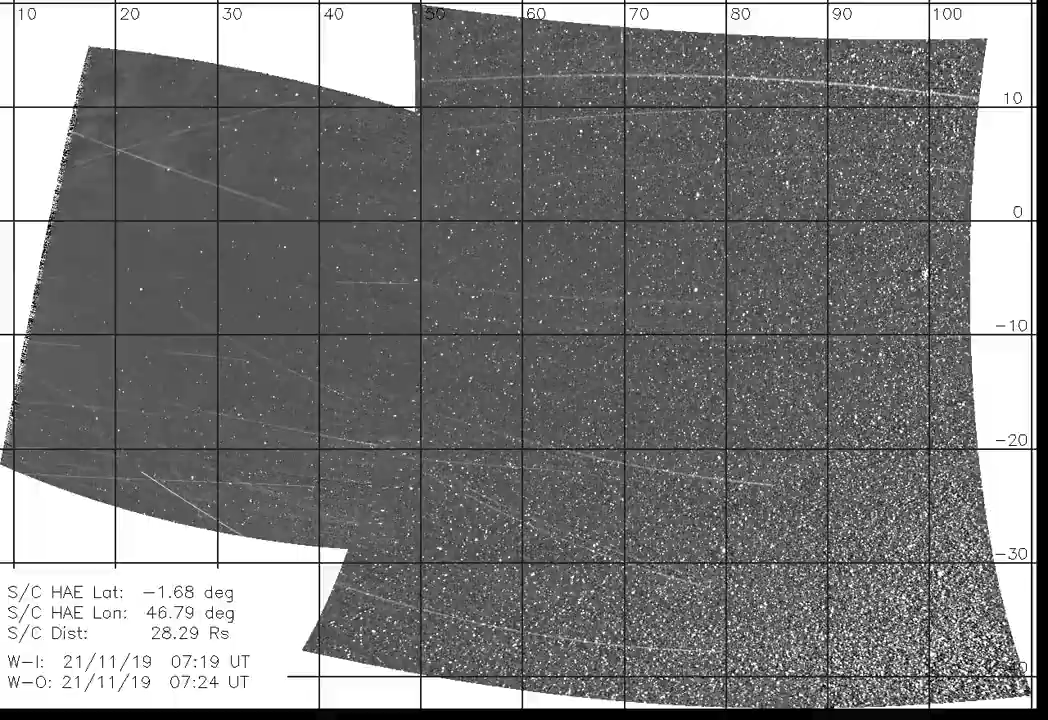 10 20 30 40 50 60 70 80 90 100
10
0
−10
−20
−30
S/C HAE Lat: −1.68 deg
S/C HAE Lon: 46.79 deg
S/C Dist: 28.29 Rs
W−I: 21/11/19 07:19 UT
W−O: 21/11/19 07:24 UT